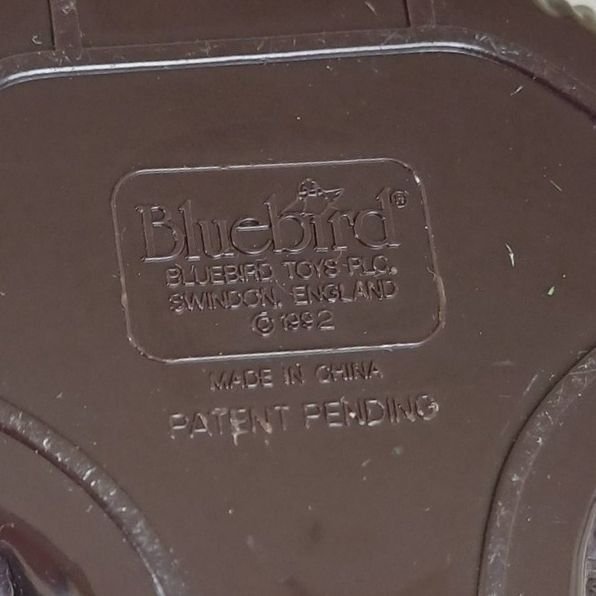 Bluebird®
BLUEBIRD TOYS PLC.
SWINDON, ENGLAND
© 1992
MADE IN CHINA
PATENT PENDING